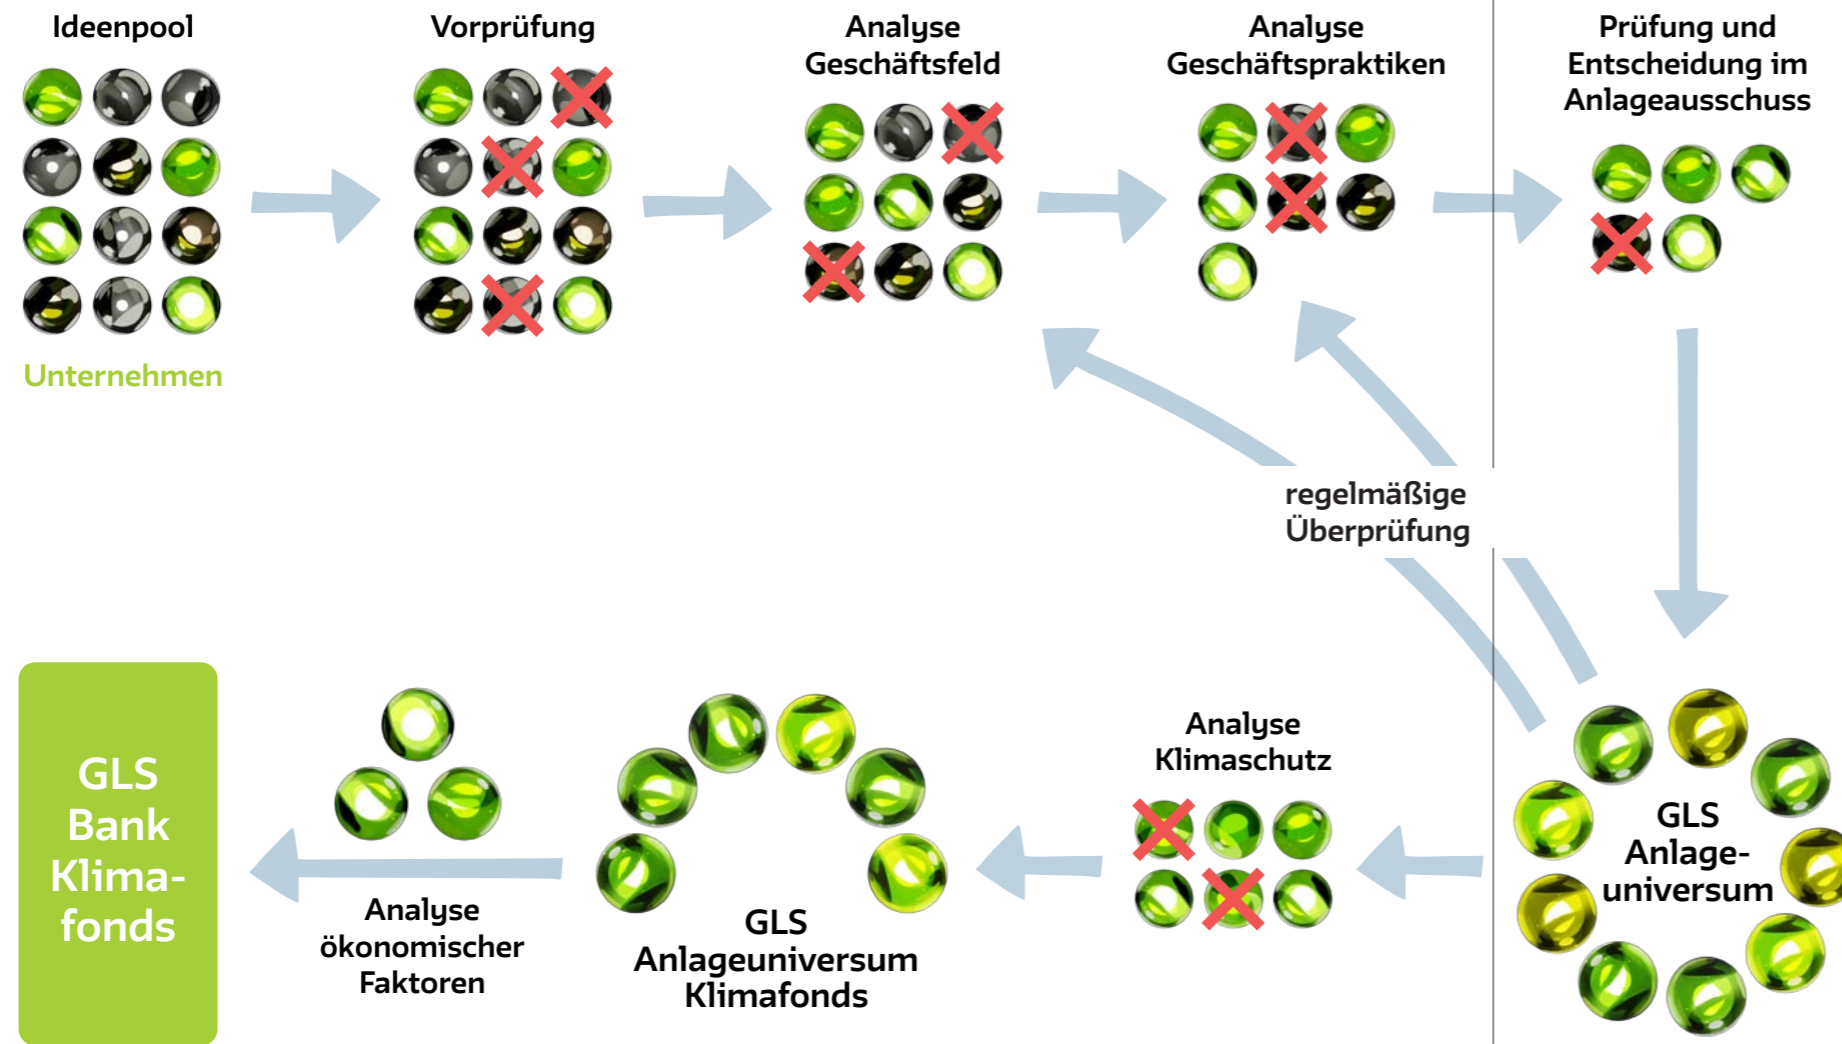 Ideenpool
Vorprüfung
Analyse
Geschäftsfeld
Analyse
Geschäftspraktiken
Prüfung und
Entscheidung im
Anlageausschuss
Unternehmen
regelmäßige
Überprüfung
GLS
Anlage-
universum
Analyse
Klimaschutz
GLS
Anlageuniversum
Klimafonds
Analyse
ökonomischer
Faktoren
GLS
Bank
Klima-
fonds